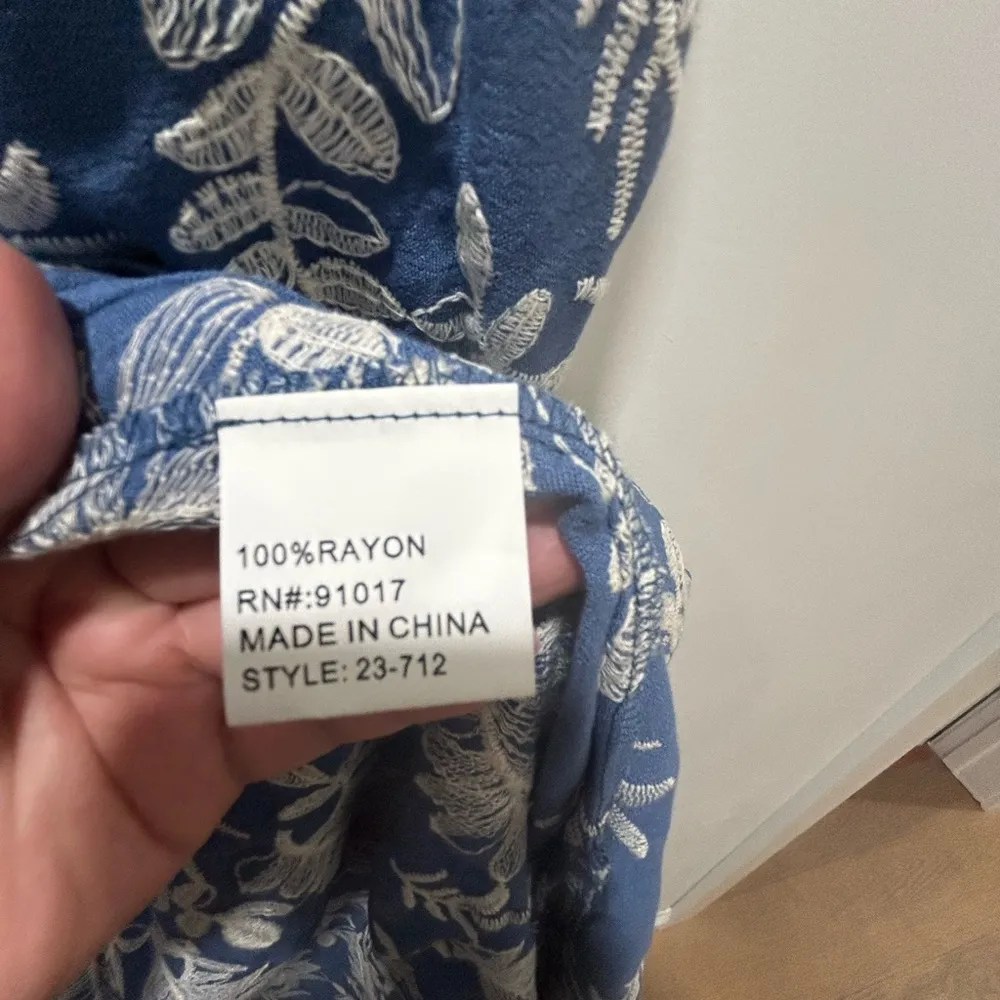 100%RAYON
RN#:91017
MADE IN CHINA
STYLE: 23-712